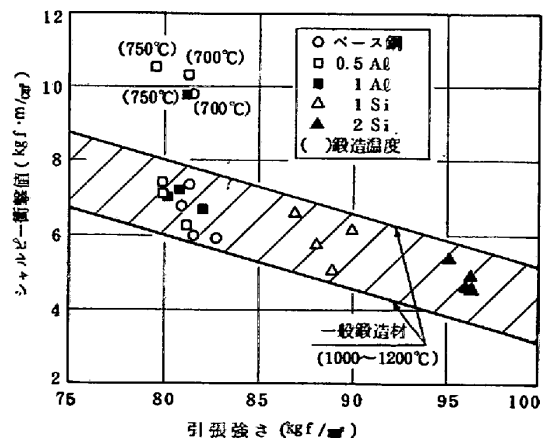 シャルピー衝撃値(kgf·m/cm²)
12
10
8
6
4
2
(750℃)
(700℃)
(750℃)
(700℃)
○ ベース鋼
□ 0.5 Aℓ
■ 1 Aℓ
△ 1 Si
▲ 2 Si
( )鍛造温度
一般鍛造材
(1000~1200℃)
75
80
85
90
95
100
引張強さ(kgf/mm²)